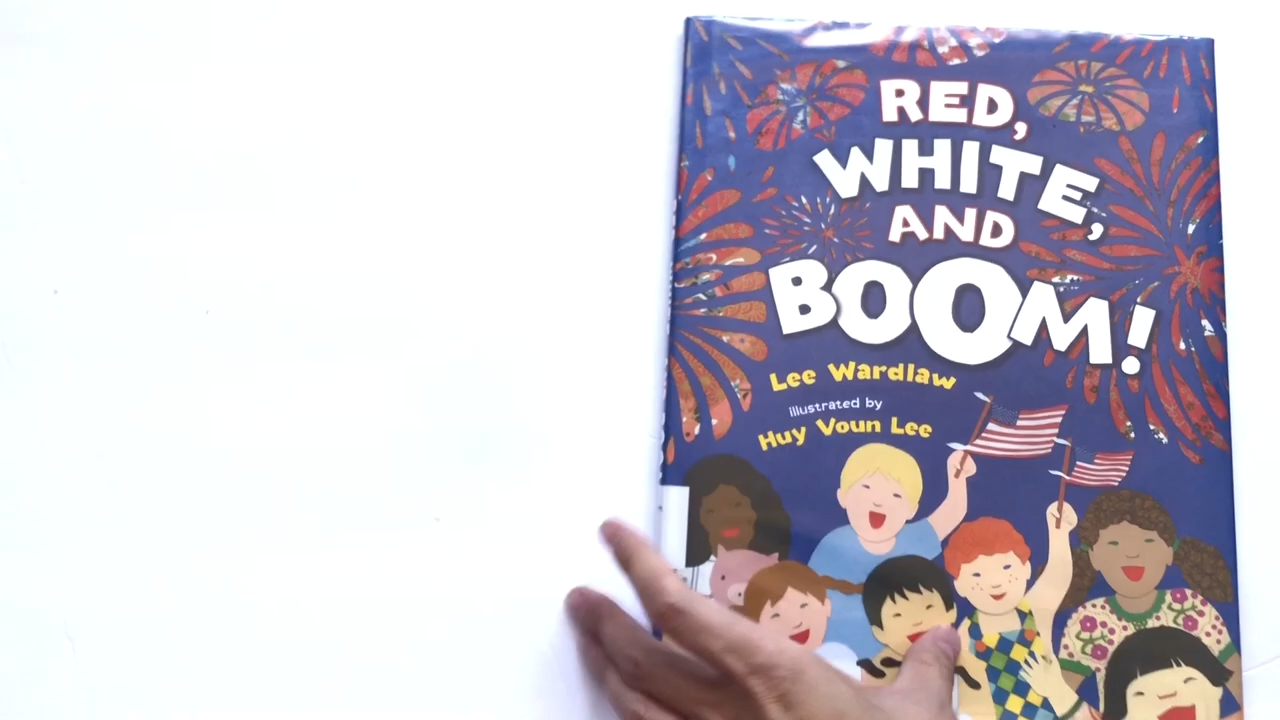 RED,
WHITE,
AND
BOOM!
Lee Wardlaw
illustrated by
Huy Voun Lee